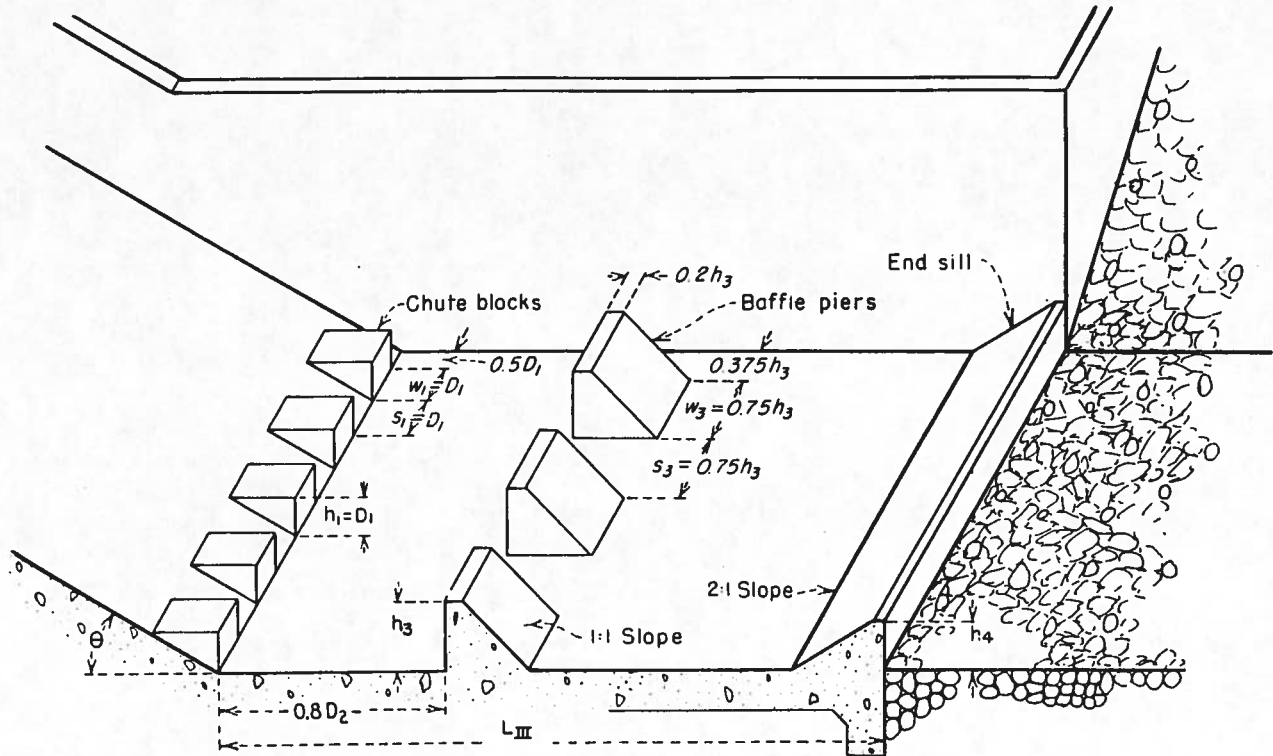 0.2h₃
End sill
Chute blocks
Baffle piers
0.5D₁
0.375h₃
w₁=D₁
w₃=0.75h₃
s₁=D₁
s₃=0.75h₃
h₁=D₁
2:1 Slope
h₃
1:1 Slope
h₄
θ
0.8D₂
L III